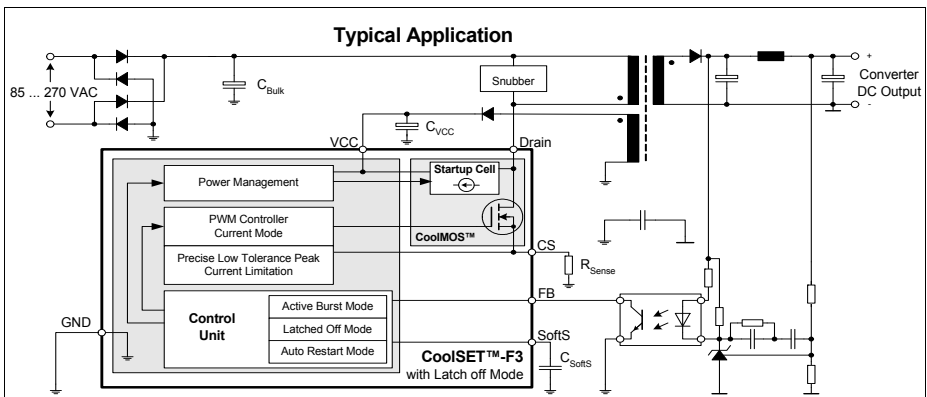 Typical Application
+
Snubber
Converter
DC Output
85 ... 270 VAC
CBulk
-
CVCC
VCC
Drain
Startup Cell
Power Management
CoolMOS™
PWM Controller
Current Mode
Precise Low Tolerance Peak
Current Limitation
CS
RSense
FB
Control
Unit
Active Burst Mode
Latched Off Mode
Auto Restart Mode
GND
SoftS
CSoftS
CoolSET™-F3
with Latch off Mode